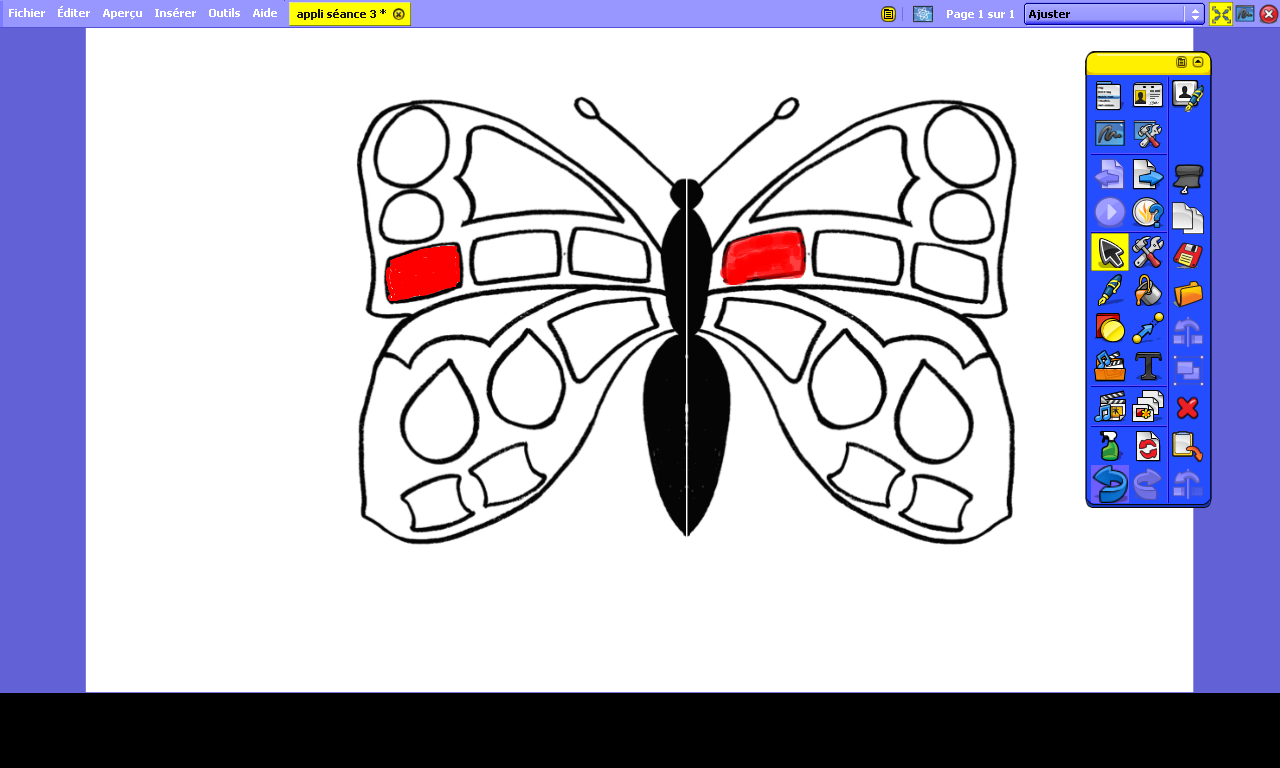 Fichier Éditer Aperçu Insérer Outils Aide appli séance 3 * Page 1 sur 1 Ajuster